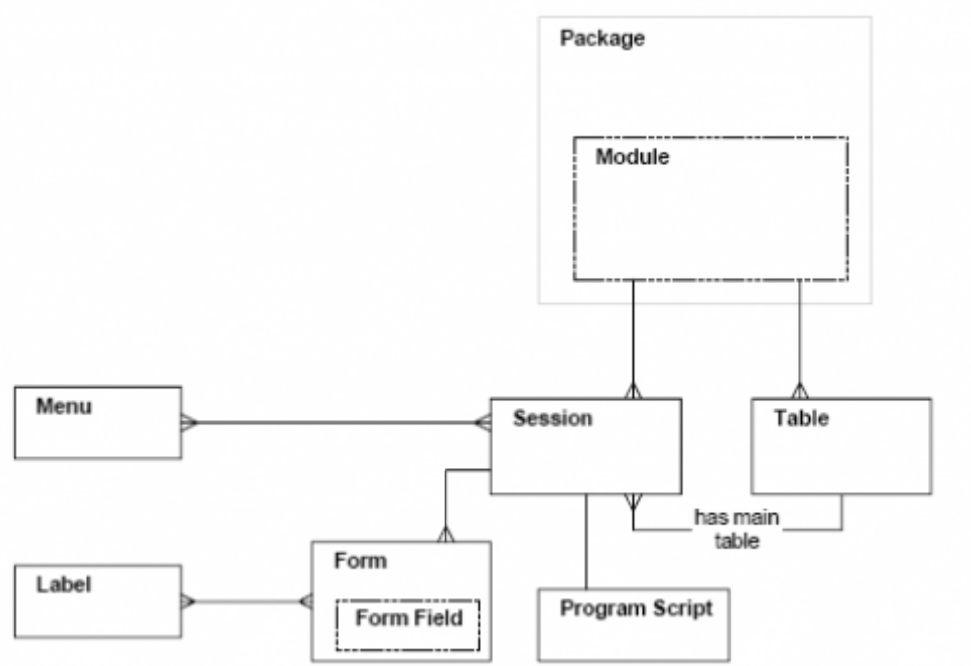 Package
Module
Menu
Session
Table
has main
table
Form
Label
Form Field
Program Script